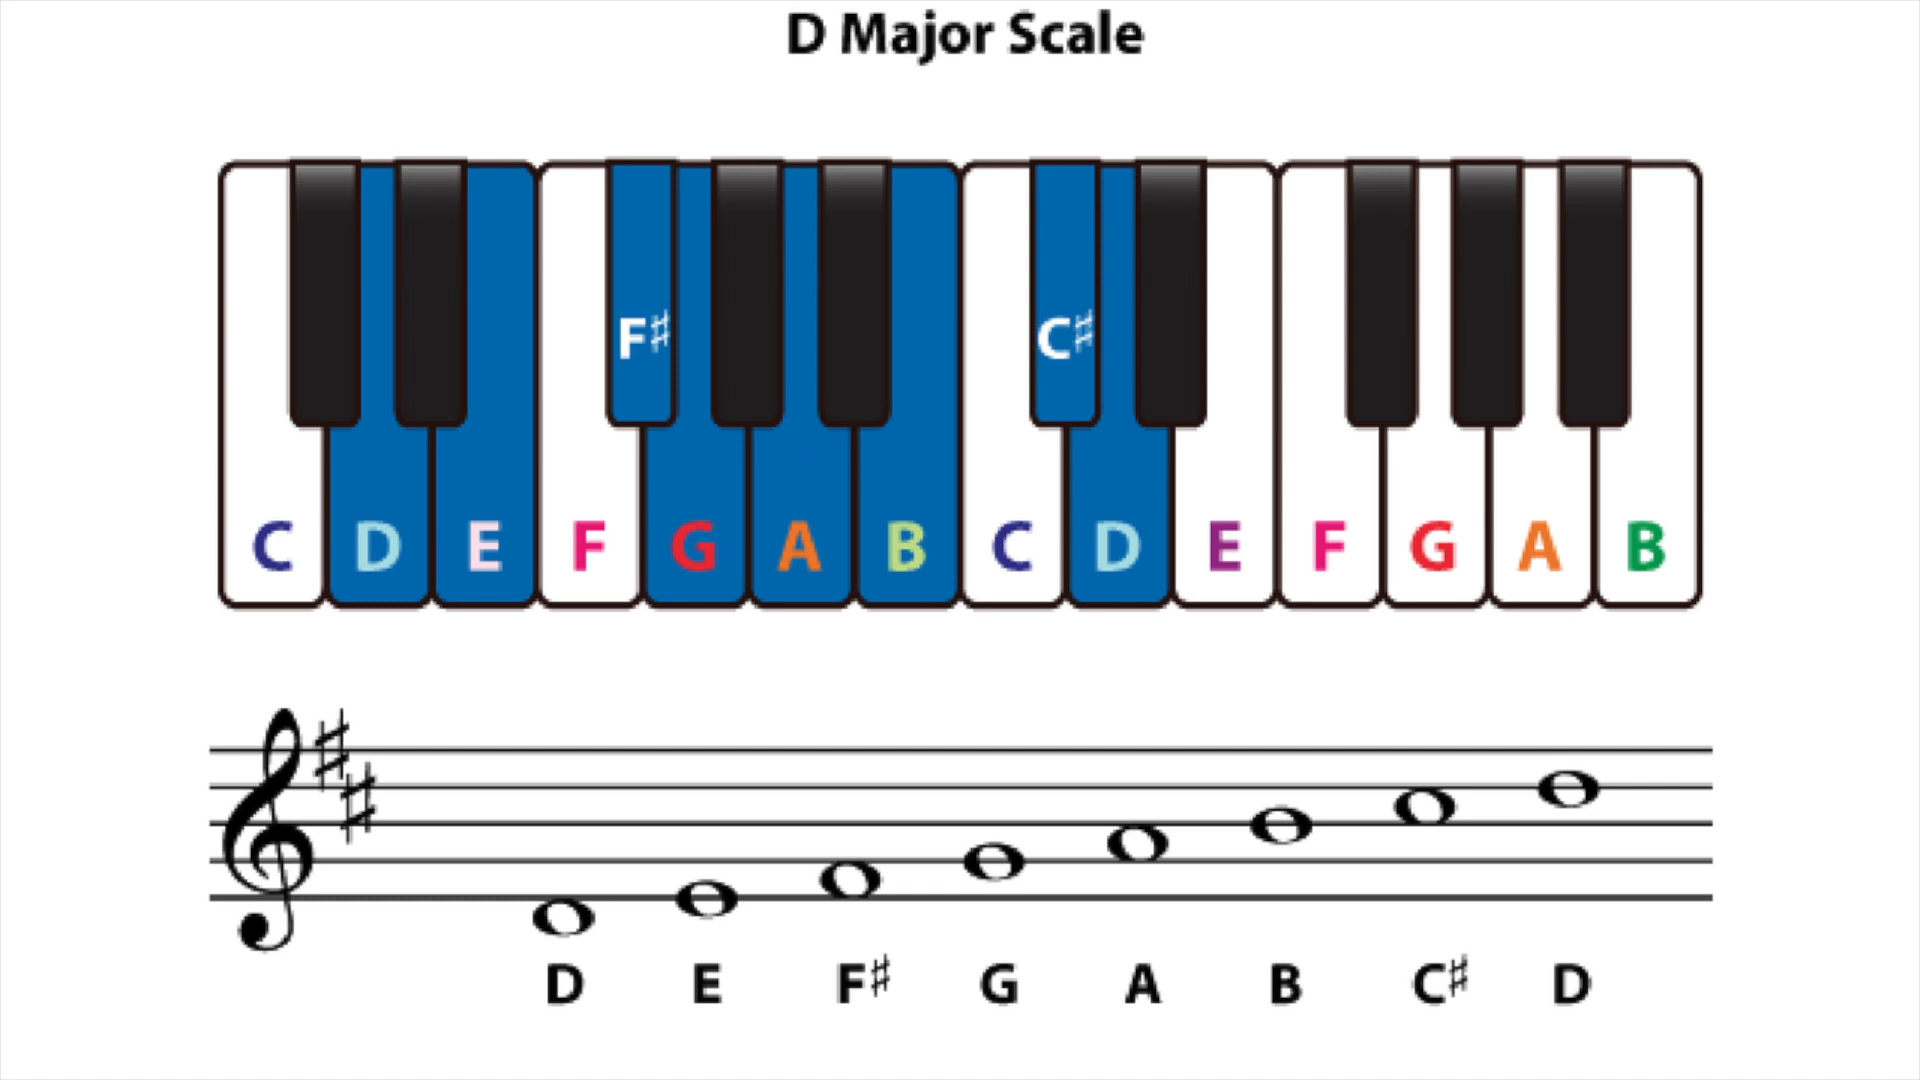 D Major Scale
F♯ C♯
C D E F G A B C D E F G A B
D E F♯ G A B C♯ D